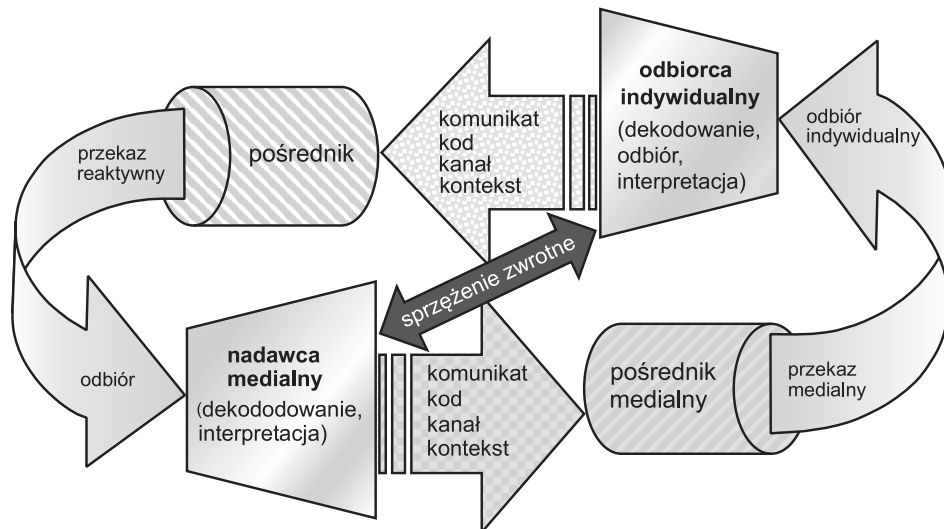 odbiorca
indywidualny
(dekodowanie,
odbiór,
interpretacja)
odbiór
indywidualny
komunikat
kod
kanał
kontekst
pośrednik
przekaz
reaktywny
sprzężenie zwrotne
odbiór
nadawca
medialny
(dekododowanie,
interpretacja)
komunikat
kod
kanał
kontekst
pośrednik
medialny
przekaz
medialny